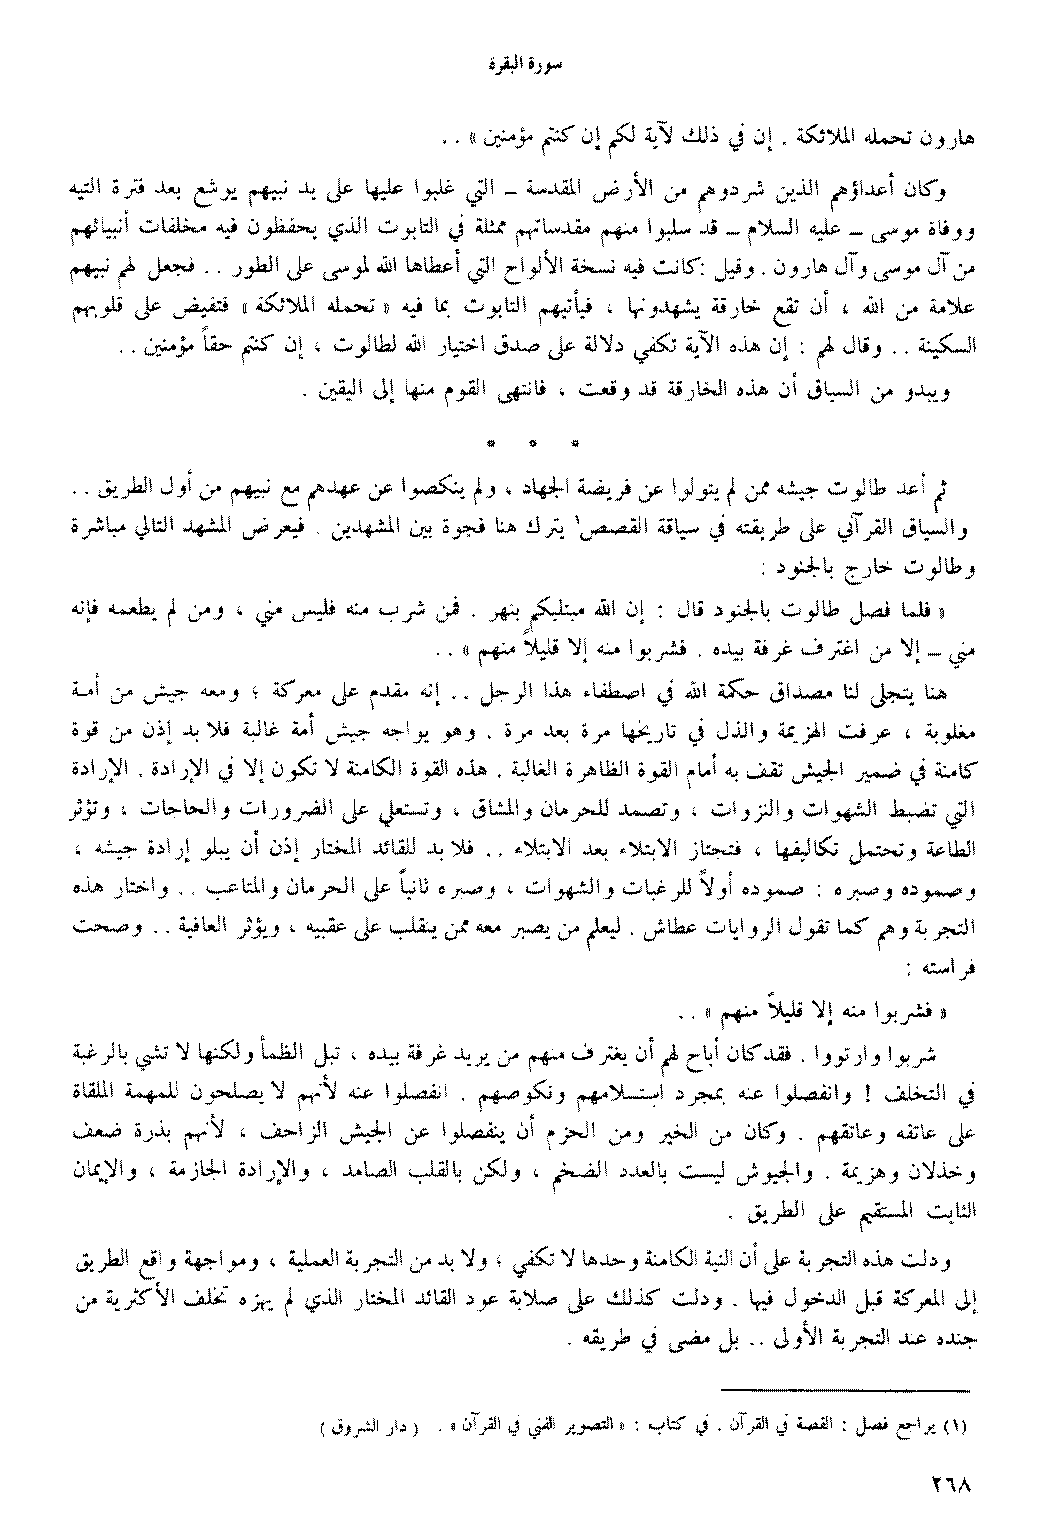 سورة البقرة
هارون تحمله الملائكة . إن في ذلك لآية لكم إن كنتم مؤمنين » . .
وكان أعداؤهم الذين شردوهم من الأرض المقدسة – التي غلبوا عليها على يد نبيهم يوشع بعد فترة التيه
ووفاة موسى – عليه السلام – قد سلبوا منهم مقدساتهم ممثلة في التابوت الذي يحفظون فيه مخلفات أنبيائهم
من آل موسى وآل هارون . وقيل : كانت فيه نسخة الألواح التي أعطاها الله لموسى على الطور . . فجعل لهم نبيهم
علامة من الله ، أن تقع خارقة يشهدونها ، فيأتيهم التابوت بما فيه « تحمله الملائكة » فتفيض على قلوبهم
السكينة . . وقال لهم : إن هذه الآية تكفي دلالة على صدق اختيار الله لطالوت ، إن كنتم حقاً مؤمنين . .
ويبدو من السياق أن هذه الخارقة قد وقعت ، فانتهى القوم منها إلى اليقين .
* * *
ثم أعد طالوت جيشه ممن لم يتولوا عن فريضة الجهاد ، ولم ينكصوا عن عهدهم مع نبيهم من أول الطريق . .
والسياق القرآني على طريقته في سياقة القصص¹ يترك هنا فجوة بين المشهدين . فيعرض المشهد التالي مباشرة
وطالوت خارج بالجنود :
« فلما فصل طالوت بالجنود قال : إن الله مبتليكم بنهر . فمن شرب منه فليس مني ، ومن لم يطعمه فإنه
مني – إلا من اغترف غرفة بيده . فشربوا منه إلا قليلاً منهم » . .
هنا يتجلى لنا مصداق حكمة الله في اصطفاء هذا الرجل . . إنه مقدم على معركة ؛ ومعه جيش من أمة
مغلوبة ، عرفت الهزيمة والذل في تاريخها مرة بعد مرة . وهو يواجه جيش أمة غالبة فلا بد إذن من قوة
كامنة في ضمير الجيش تقف به أمام القوة الظاهرة الغالبة . هذه القوة الكامنة لا تكون إلا في الإرادة . الإرادة
التي تضبط الشهوات والنزوات ، وتصمد للحرمان والمشاق ، وتستعلي على الضرورات والحاجات ، وتؤثر
الطاعة وتحتمل تكاليفها ، فتجتاز الابتلاء بعد الابتلاء . . فلا بد للقائد المختار إذن أن يبلو إرادة جيشه ،
وصموده وصبره : صموده أولاً للرغبات والشهوات ، وصبره ثانياً على الحرمان والمتاعب . . واختار هذه
التجربة وهم كما تقول الروايات عطاش . ليعلم من يصبر معه ممن ينقلب على عقبيه ، ويؤثر العافية . . وصحت
فراسته :
« فشربوا منه إلا قليلاً منهم » . .
شربوا وارتووا . فقد كان أباح لهم أن يغترف منهم من يريد غرفة بيده ، تبل الظمأ ولكنها لا تشي بالرغبة
في التخلف ! وانفصلوا عنه بمجرد استسلامهم ونكوصهم . انفصلوا عنه لأنهم لا يصلحون للمهمة الملقاة
على عاتقه وعاتقهم . وكان من الخير ومن الحزم أن ينفصلوا عن الجيش الزاحف ، لأنهم بذرة ضعف
وخذلان وهزيمة . والجيوش ليست بالعدد الضخم ، ولكن بالقلب الصامد ، والإرادة الجازمة ، والإيمان
الثابت المستقيم على الطريق .
ودلت هذه التجربة على أن النية الكامنة وحدها لا تكفي ؛ ولا بد من التجربة العملية ، ومواجهة واقع الطريق
إلى المعركة قبل الدخول فيها . ودلت كذلك على صلابة عود القائد المختار الذي لم يهزه تخلف الأكثرية من
جنده عند التجربة الأولى . . بل مضى في طريقه .
(١) يراجع فصل : القصة في القرآن . في كتاب : « التصوير الفني في القرآن » . ( دار الشروق )
٢٦٨